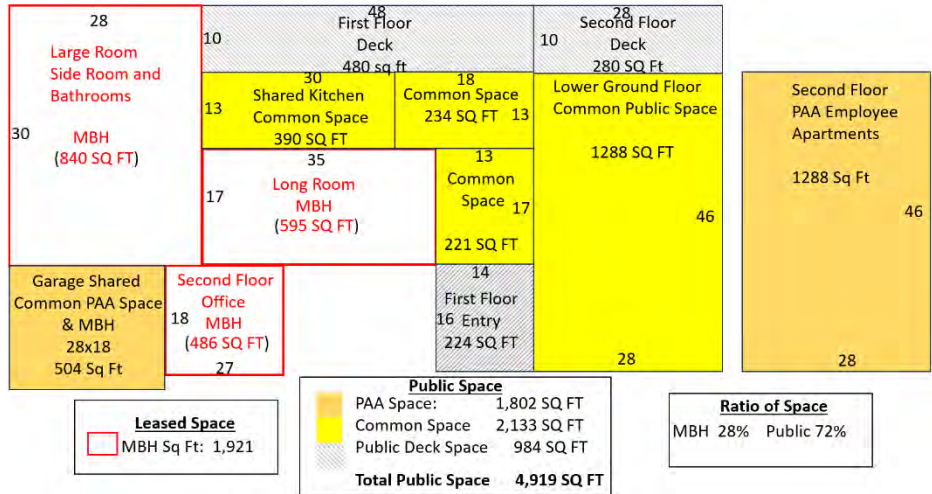 28
Large Room
Side Room and
Bathrooms
30
MBH
(840 SQ FT)
48
First Floor
10
Deck
480 sq ft
28
Second Floor
10
Deck
280 SQ Ft
30
13
Shared Kitchen
Common Space
390 SQ FT
18
Common Space
234 SQ FT
13
Lower Ground Floor
Common Public Space
1288 SQ FT
46
28
Second Floor
PAA Employee
Apartments
1288 Sq Ft
46
28
35
17
Long Room
MBH
(595 SQ FT)
13
Common
Space
17
221 SQ FT
Garage Shared
Common PAA Space
& MBH
28x18
504 Sq Ft
Second Floor
Office
18
MBH
(486 SQ FT)
27
14
First Floor
16
Entry
224 SQ FT
Leased Space
MBH Sq Ft: 1,921
Public Space
PAA Space: 1,802 SQ FT
Common Space 2,133 SQ FT
Public Deck Space 984 SQ FT
Total Public Space 4,919 SQ FT
Ratio of Space
MBH 28% Public 72%